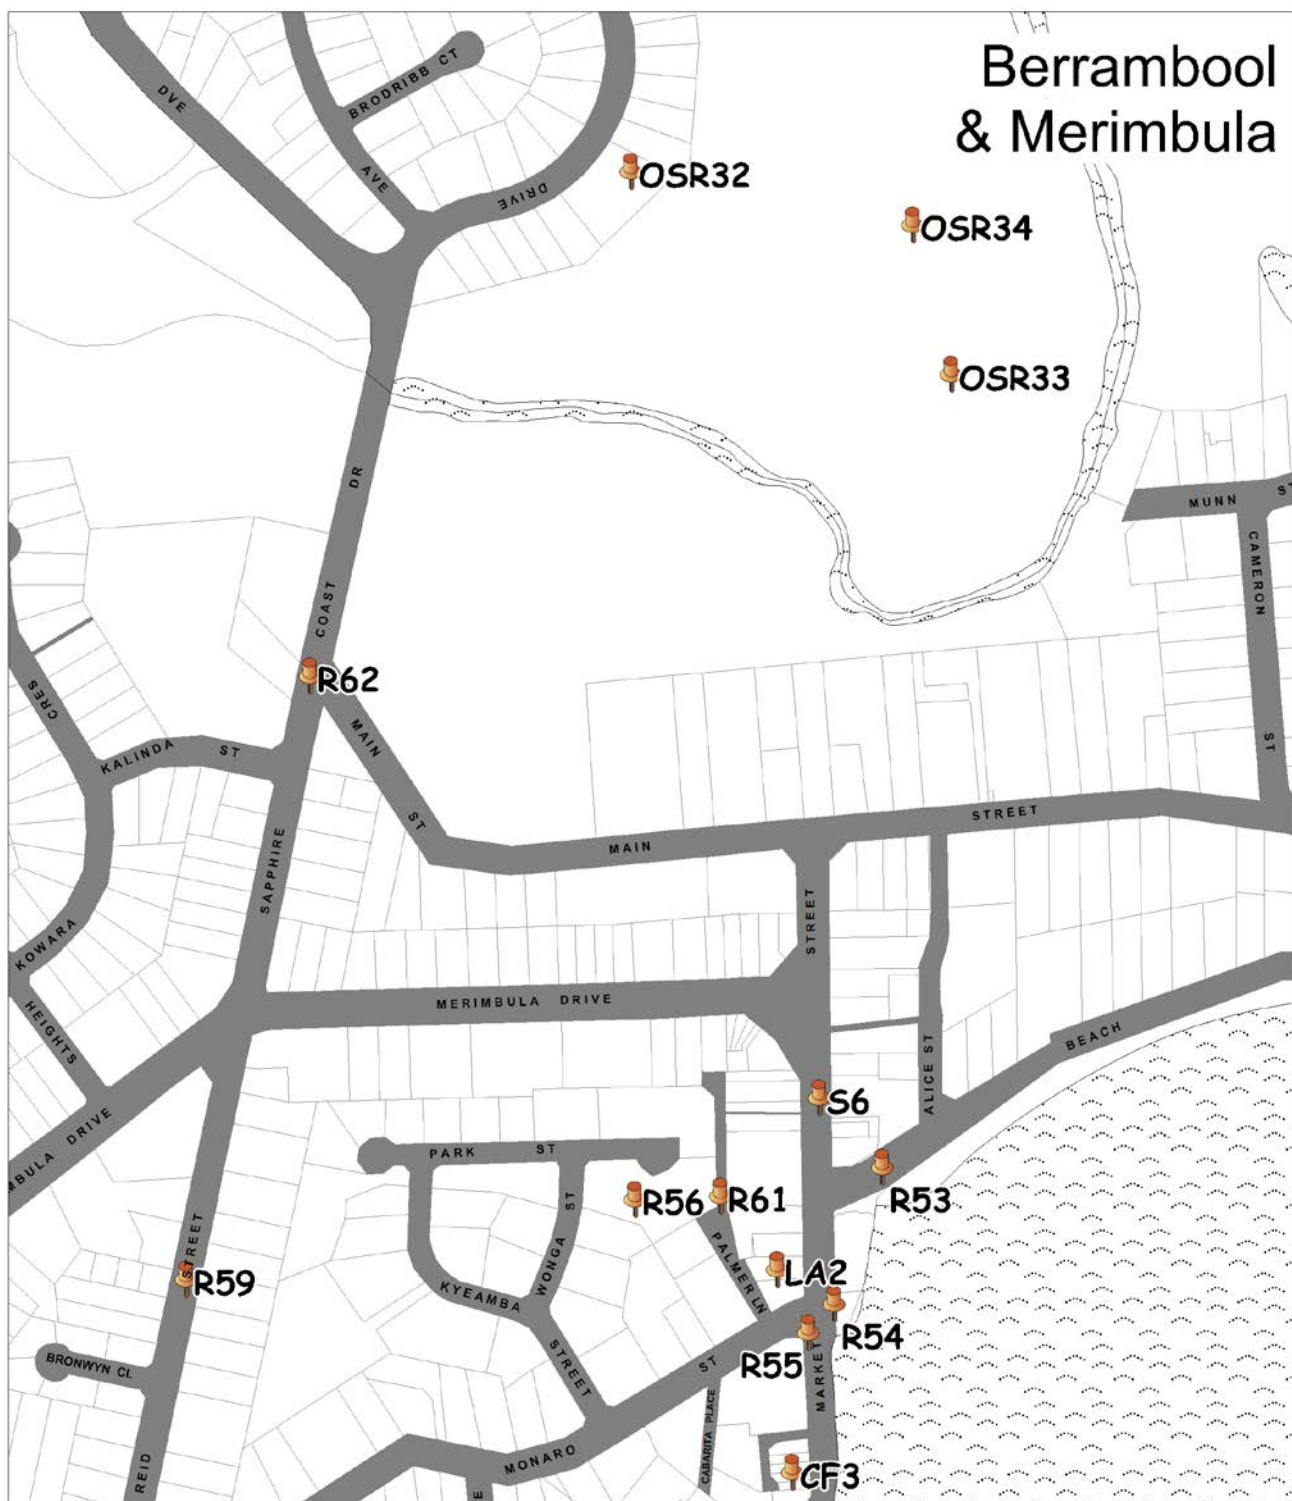 Berrambool
& Merimbula
DVE
BRODRIBB CT
AVE
DRIVE
OSR32
OSR34
OSR33
DR
MUNN ST
CAMERON
ST
COAST
R62
CRES
KALINDA ST
MAIN
ST
MAIN
STREET
SAPPHIRE
STREET
KOWARA
HEIGHTS
MERIMBULA DRIVE
BEACH
ALICE ST
S6
MBULA DRIVE
PARK ST
R53
R56
R61
STREET
WONGA ST
PALMER LN
LA2
R59
KYEAMBA
STREET
R54
R55
BRONWYN CL
ST
MARKET
CABARITA PLACE
MONARO
REID
E
CF3